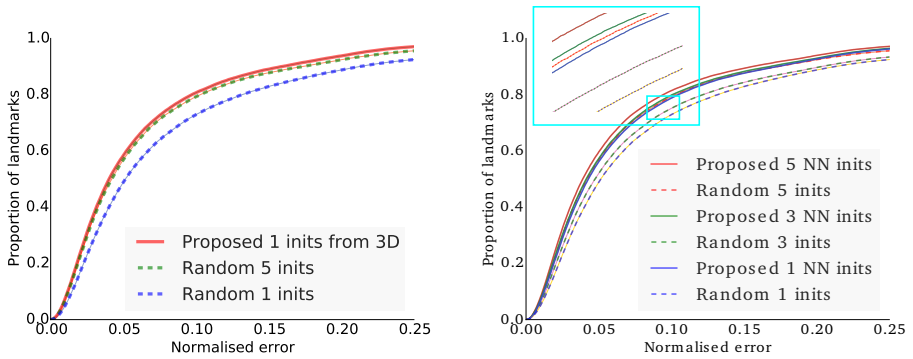 1.0
0.8
0.6
0.4
0.2
0.0
Proportion of landmarks
0.00 0.05 0.10 0.15 0.20 0.25
Normalised error
Proposed 1 inits from 3D
Random 5 inits
Random 1 inits
1.0
0.8
0.6
0.4
0.2
0.0
Proportion of landmarks
0.00 0.05 0.10 0.15 0.20 0.25
Normalised error
Proposed 5 NN inits
Random 5 inits
Proposed 3 NN inits
Random 3 inits
Proposed 1 NN inits
Random 1 inits